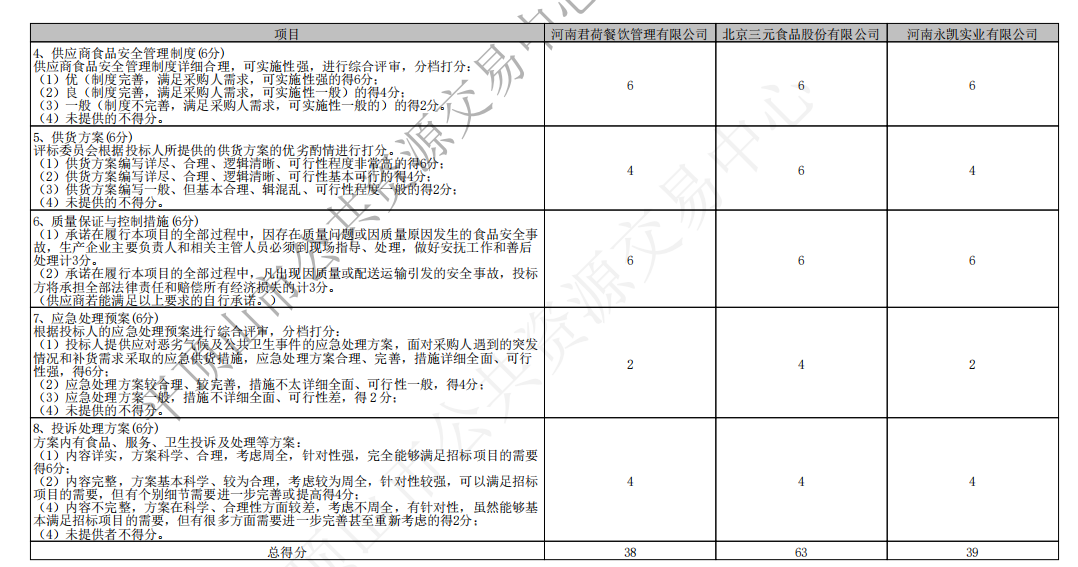 项目 河南君荷餐饮管理有限公司 北京三元食品股份有限公司 河南永凯实业有限公司
4、供应商食品安全管理制度(6分)
供应商食品安全管理制度详细合理，可实施性强，进行综合评审，分档打分：
（1）优（制度完善，满足采购人需求，可实施性强的得6分；
（2）良（制度完善，满足采购人需求，可实施性一般）的得4分；
（3）一般（制度不完善，满足采购人需求，可实施性一般的）的得2分。
（4）未提供的不得分。
6 6 6
5、供货方案(6分)
评标委员会根据投标人所提供的供货方案的优劣酌情进行打分。
（1）供货方案编写详尽、合理、逻辑清晰、可行性程度非常高的得6分；
（2）供货方案编写详尽、合理、逻辑清晰、可行性基本可行的得4分；
（3）供货方案编写一般、但基本合理、辑混乱、可行性程度一般的得2分；
（4）未提供的不得分。
4 6 4
6、质量保证与控制措施(6分)
（1）承诺在履行本项目的全部过程中，因存在质量问题或因质量原因发生的食品安全事
故，生产企业主要负责人和相关主管人员必须到现场指导、处理，做好安抚工作和善后
处理计3分。
（2）承诺在履行本项目的全部过程中，凡出现因质量或配送运输引发的安全事故，投标
方将承担全部法律责任和赔偿所有经济损失的计3分。
（供应商若能满足以上要求的自行承诺。）
6 6 6
7、应急处理预案(6分)
根据投标人的应急处理预案进行综合评审，分档打分：
（1）投标人提供应对恶劣气候及公共卫生事件的应急处理方案，面对采购人遇到的突发
情况和补货需求采取的应急供货措施，应急处理方案合理、完善，措施详细全面、可行
性强，得6分；
（2）应急处理方案较合理、较完善，措施不太详细全面、可行性一般，得4分；
（3）应急处理方案一般，措施不详细全面、可行性差，得２分；
（4）未提供的不得分。
2 4 2
8、投诉处理方案(6分)
方案内有食品、服务、卫生投诉及处理等方案：
（1）内容详实，方案科学、合理，考虑周全，针对性强，完全能够满足招标项目的需要
得6分；
（2）内容完整，方案基本科学、较为合理，考虑较为周全，针对性较强，可以满足招标
项目的需要，但有个别细节需要进一步完善或提高得4分；
（4）内容不完整，方案在科学、合理性方面较差，考虑不周全，有针对性，虽然能够基
本满足招标项目的需要，但有很多方面需要进一步完善甚至重新考虑的得2分；
（4）未提供者不得分。
4 4 4
总得分 38 63 39
平顶山市公共资源交易中心
顶山市公共资源交易中心